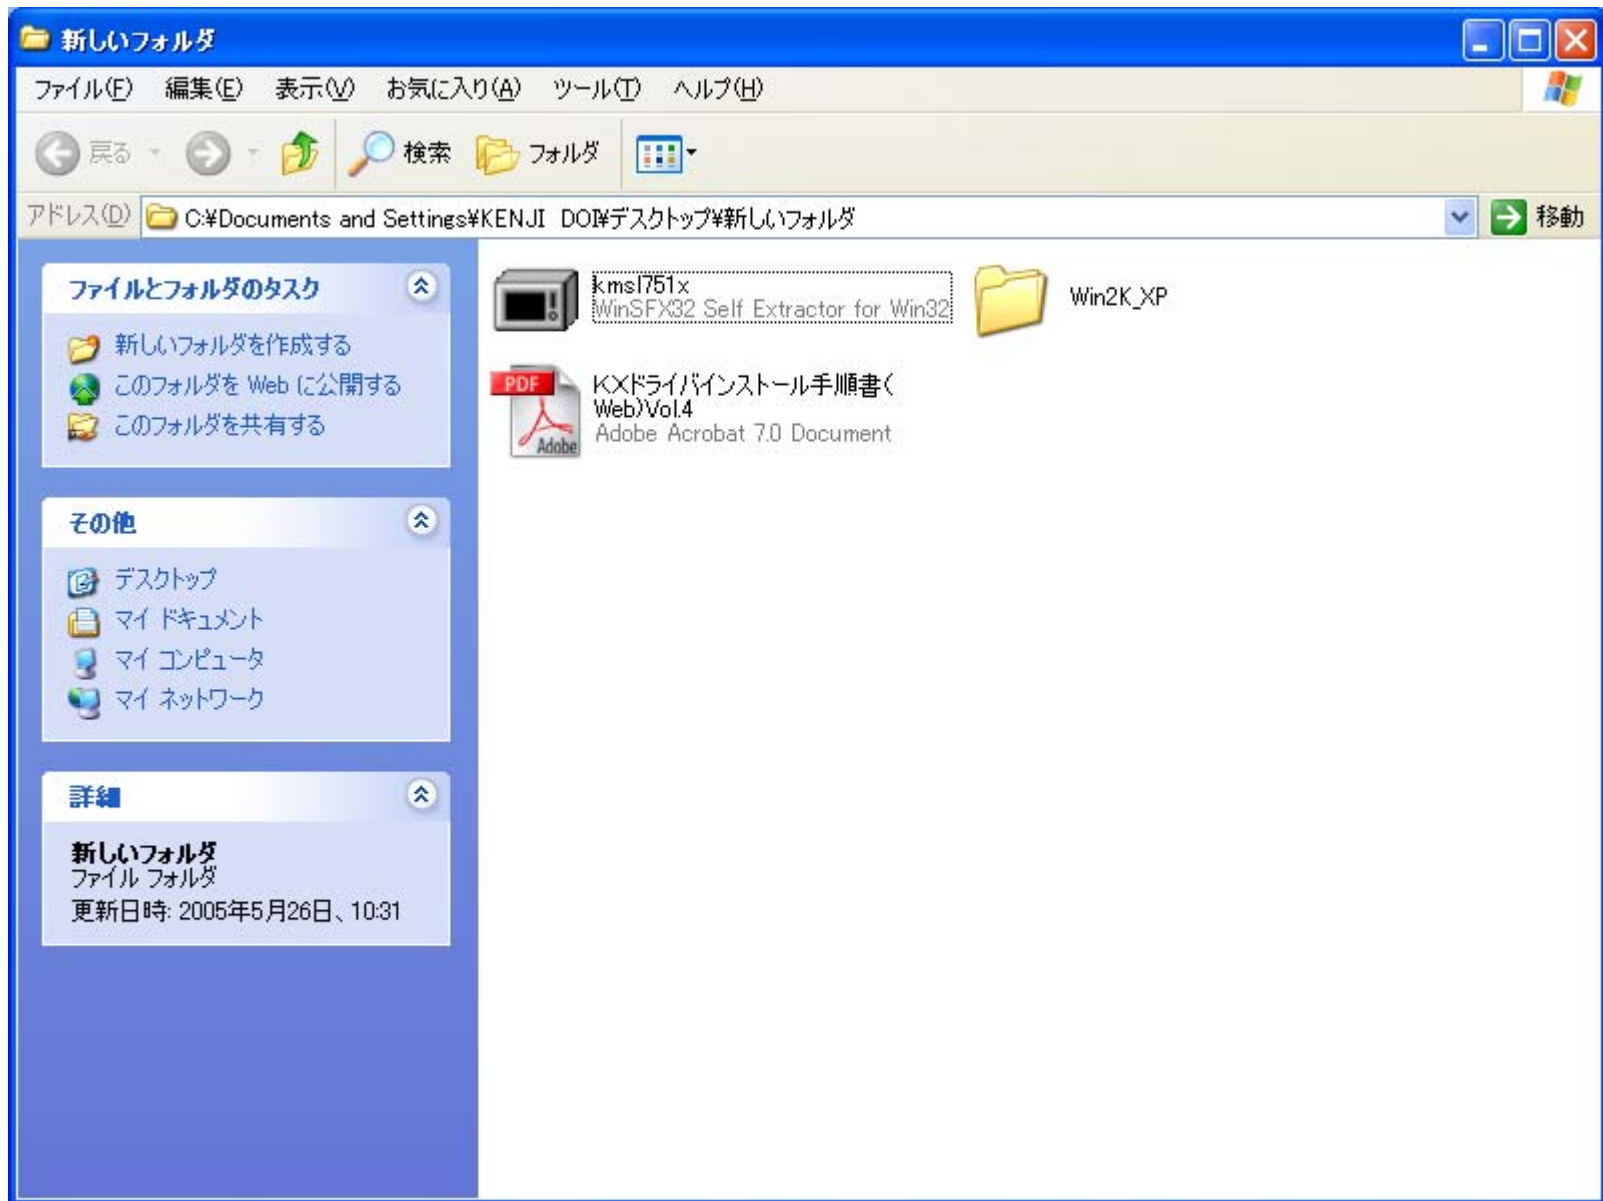 新しいフォルダ
ファイル(F) 編集(E) 表示(V) お気に入り(A) ツール(T) ヘルプ(H)
戻る 検索 フォルダ
アドレス(D) C:¥Documents and Settings¥KENJI DOI¥デスクトップ¥新しいフォルダ 移動
ファイルとフォルダのタスク
新しいフォルダを作成する
このフォルダを Web に公開する
このフォルダを共有する
その他
デスクトップ
マイ ドキュメント
マイ コンピュータ
マイ ネットワーク
詳細
新しいフォルダ
ファイル フォルダ
更新日時: 2005年5月26日、10:31
kmsl751x
WinSFX32 Self Extractor for Win32
Win2K_XP
PDF
Adobe
KXドライバインストール手順書(
Web)Vol.4
Adobe Acrobat 7.0 Document